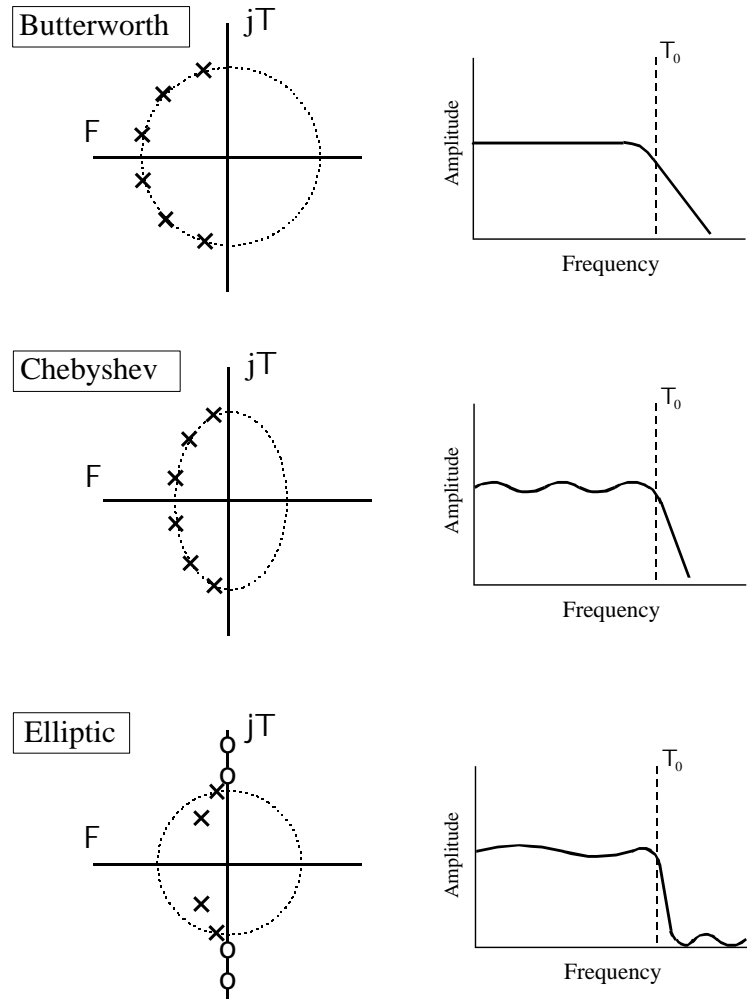 Butterworth
jT
F
T₀
Amplitude
Frequency
Chebyshev
jT
F
T₀
Amplitude
Frequency
Elliptic
jT
F
T₀
Amplitude
Frequency